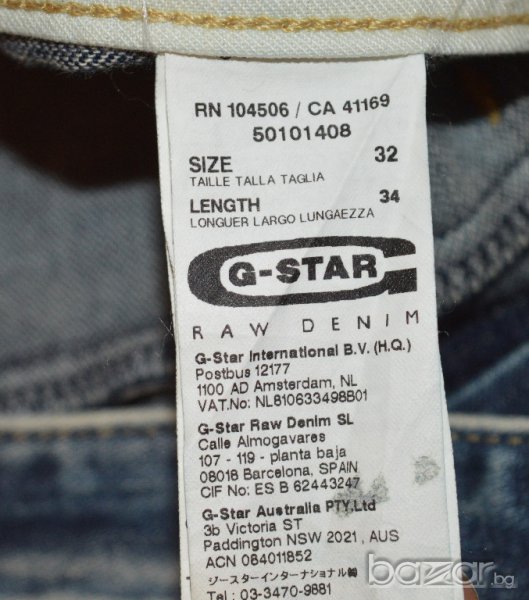 RN 104506 / CA 41169
50101408
SIZE 32
TAILLE TALLA TAGLIA
LENGTH 34
LONGUER LARGO LUNGAEZZA
G-STAR
RAW DENIM
G-Star International B.V. (H.Q.)
Postbus 12177
1100 AD Amsterdam, NL
VAT.No: NL810633498B01
G-Star Raw Denim SL
Calle Almogavares
107 - 119 - planta baja
08018 Barcelona, SPAIN
CIF No: ES B 62443247
G-Star Australia PTY.Ltd
3b Victoria ST
Paddington NSW 2021 , AUS
ACN 084011852
ジースターインターナショナル㈱
Tel : 03-3470-9881
bazar.bg